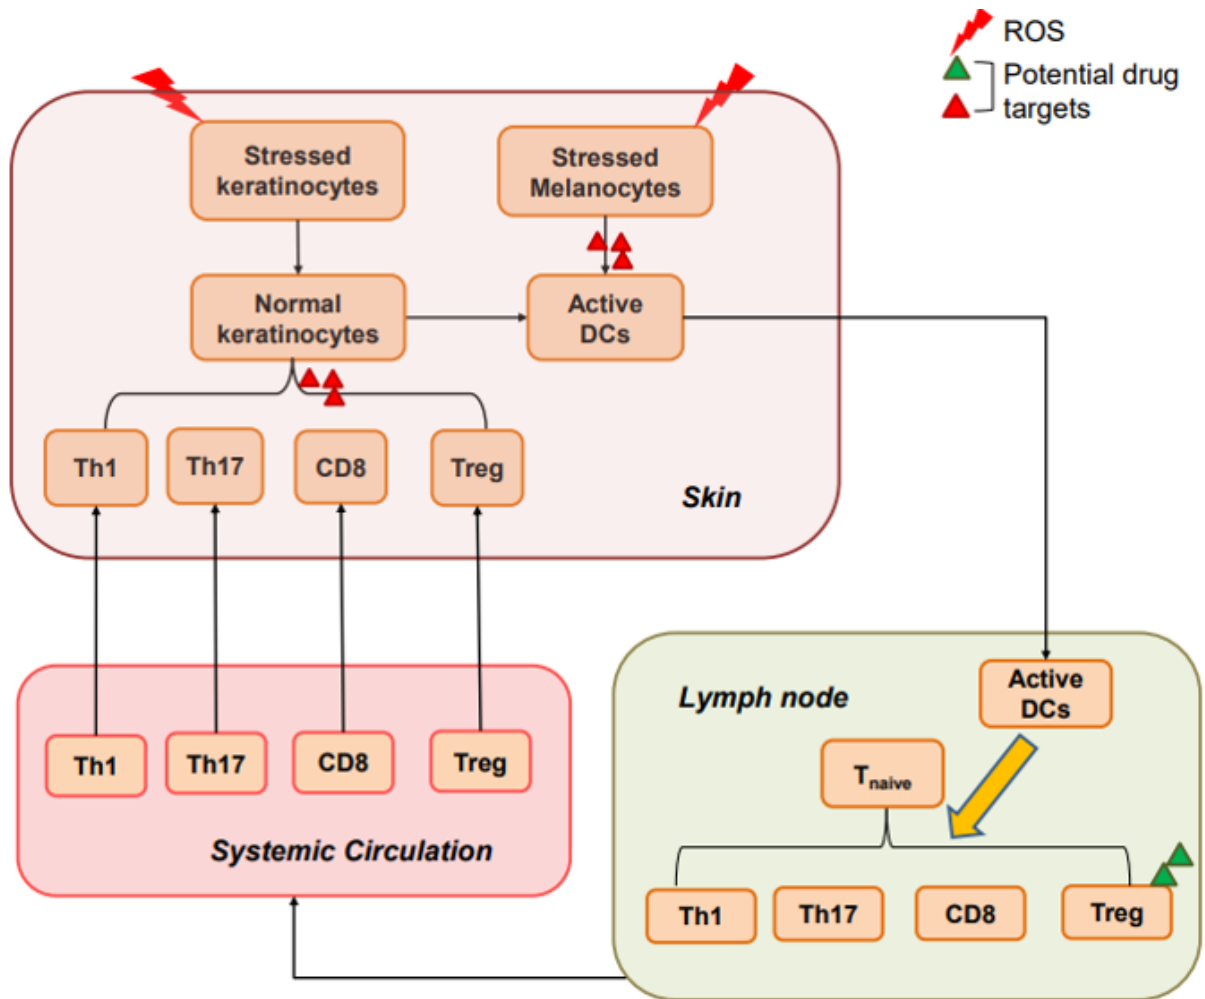 ROS
Potential drug
targets
Stressed
keratinocytes
Stressed
Melanocytes
Normal
keratinocytes
Active
DCs
Th1
Th17
CD8
Treg
Skin
Th1
Th17
CD8
Treg
Systemic Circulation
Lymph node
Active
DCs
Tnaive
Th1
Th17
CD8
Treg